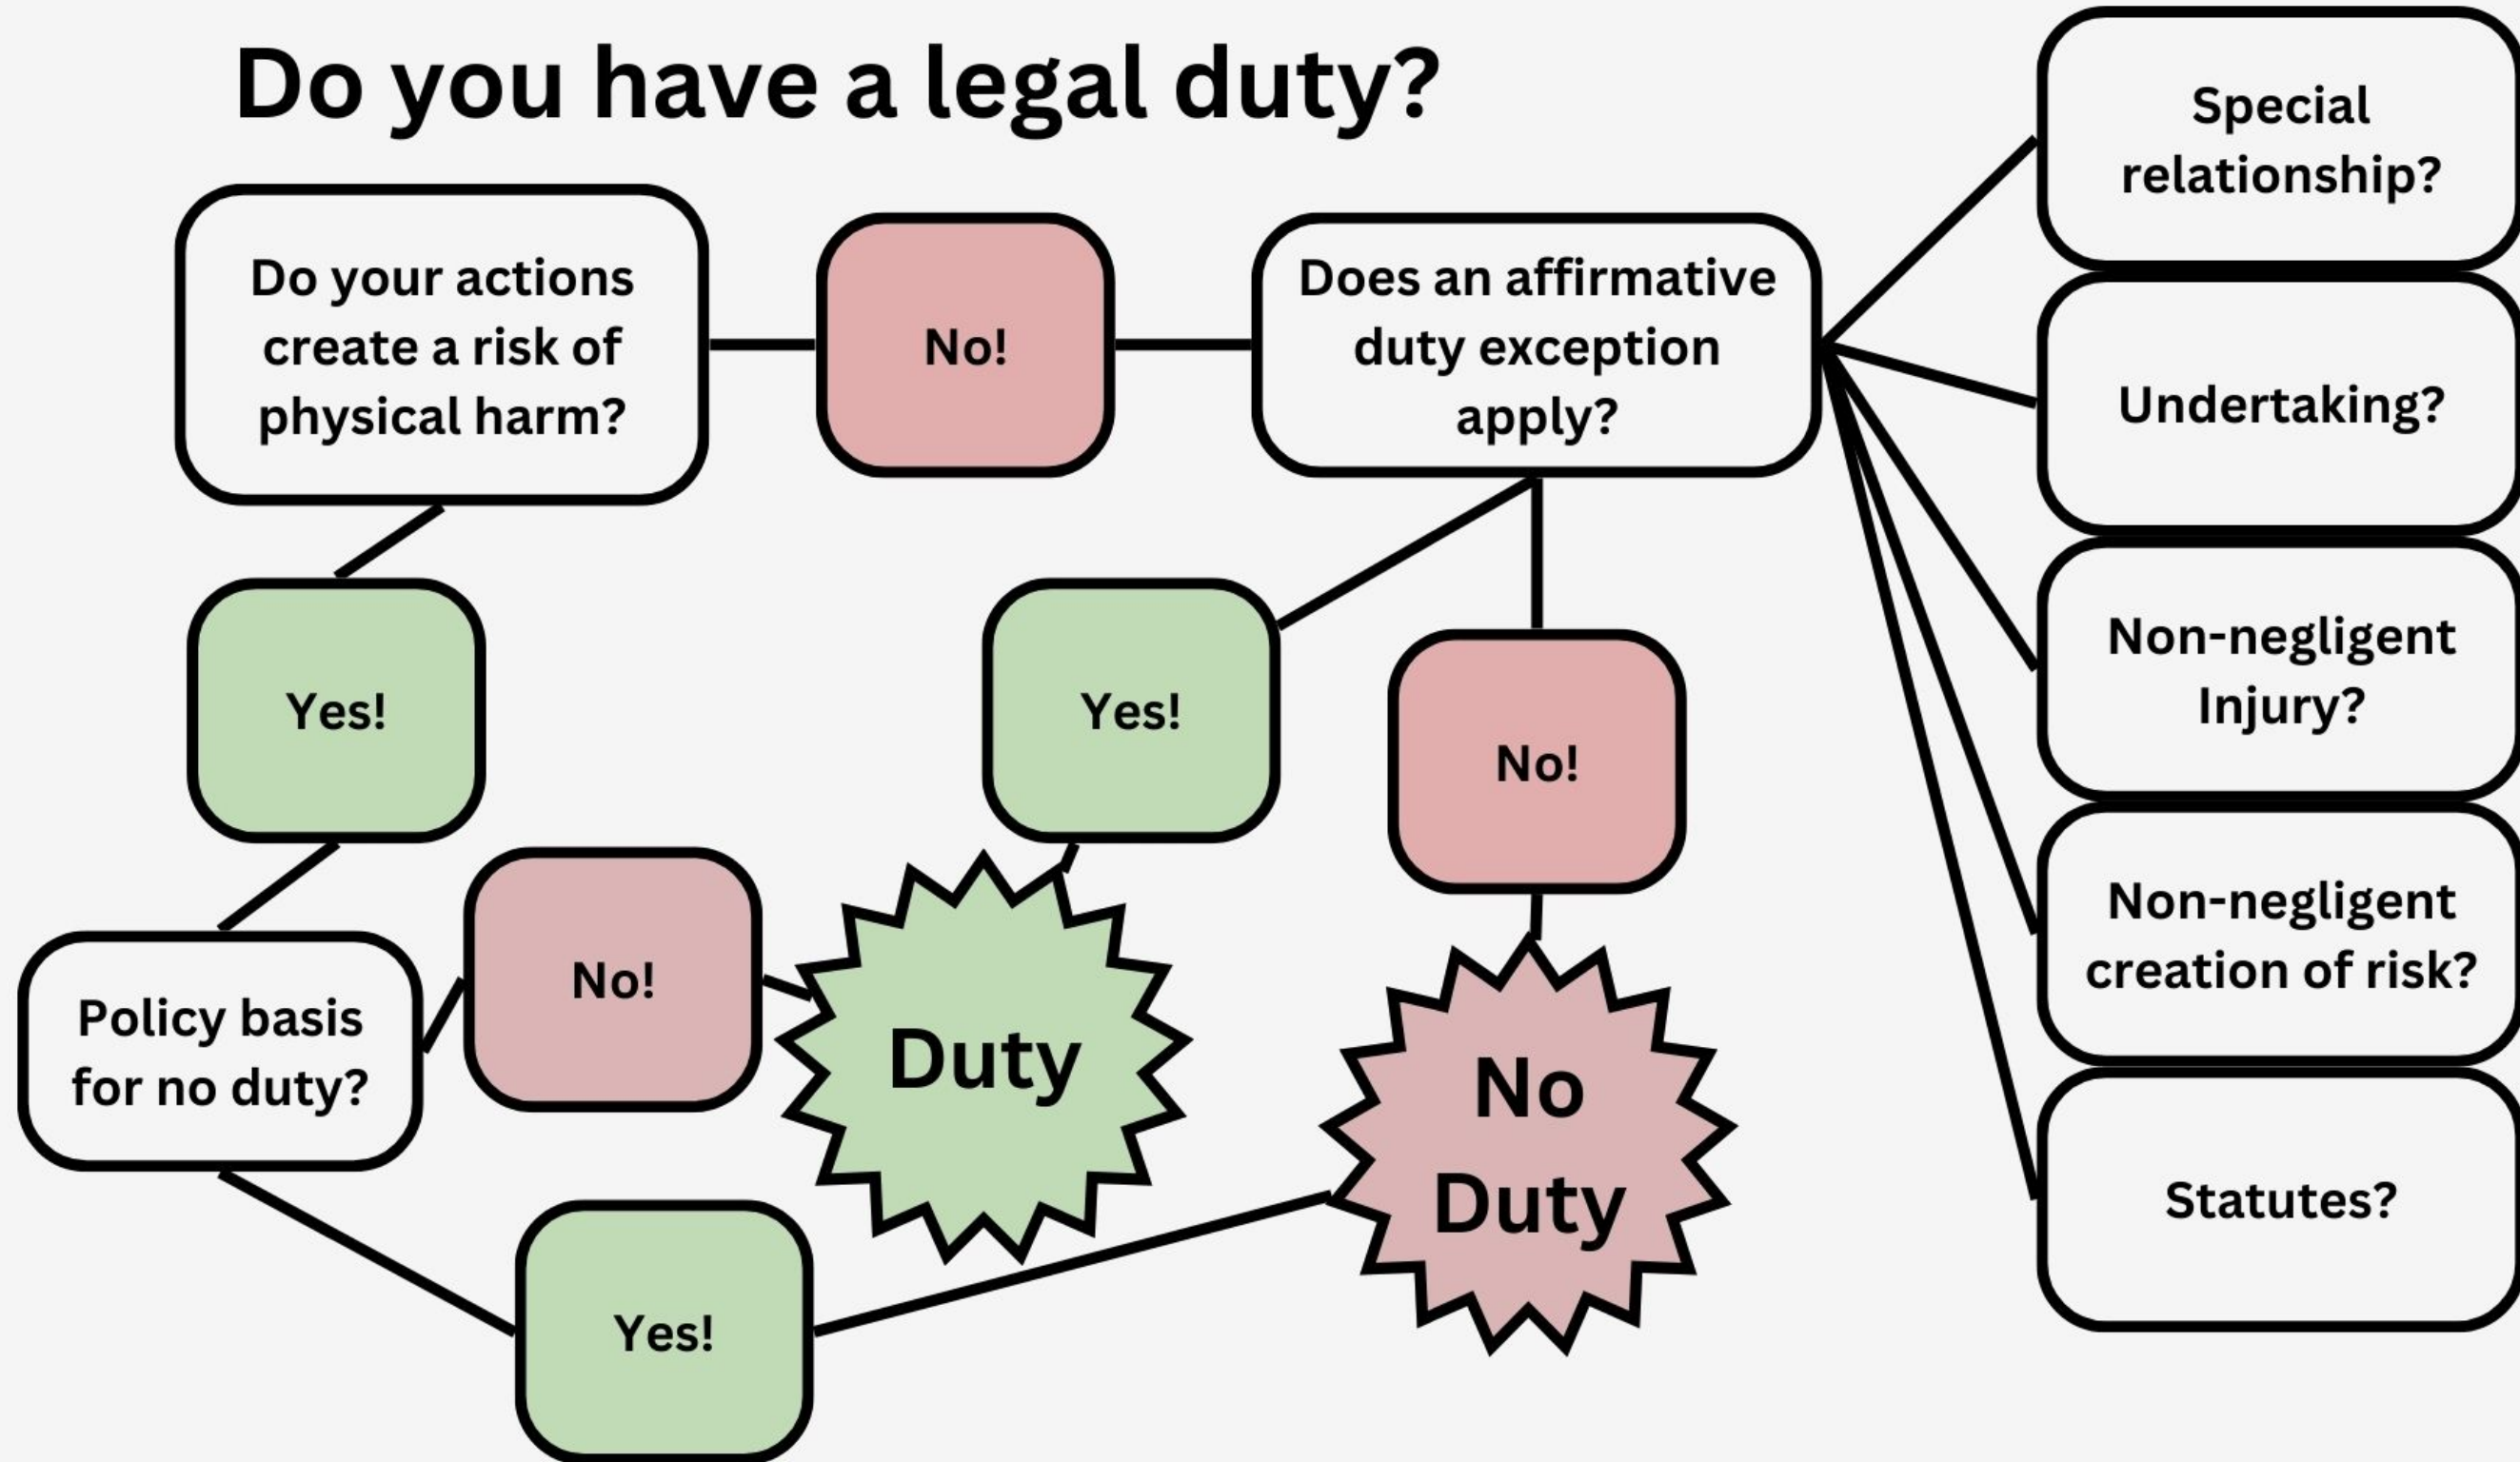 Do you have a legal duty?
Do your actions
create a risk of
physical harm?
No!
Does an affirmative
duty exception
apply?
Special
relationship?
Undertaking?
Non-negligent
Injury?
Non-negligent
creation of risk?
Statutes?
Yes!
Yes!
No!
Policy basis
for no duty?
No!
Duty
No
Duty
Yes!